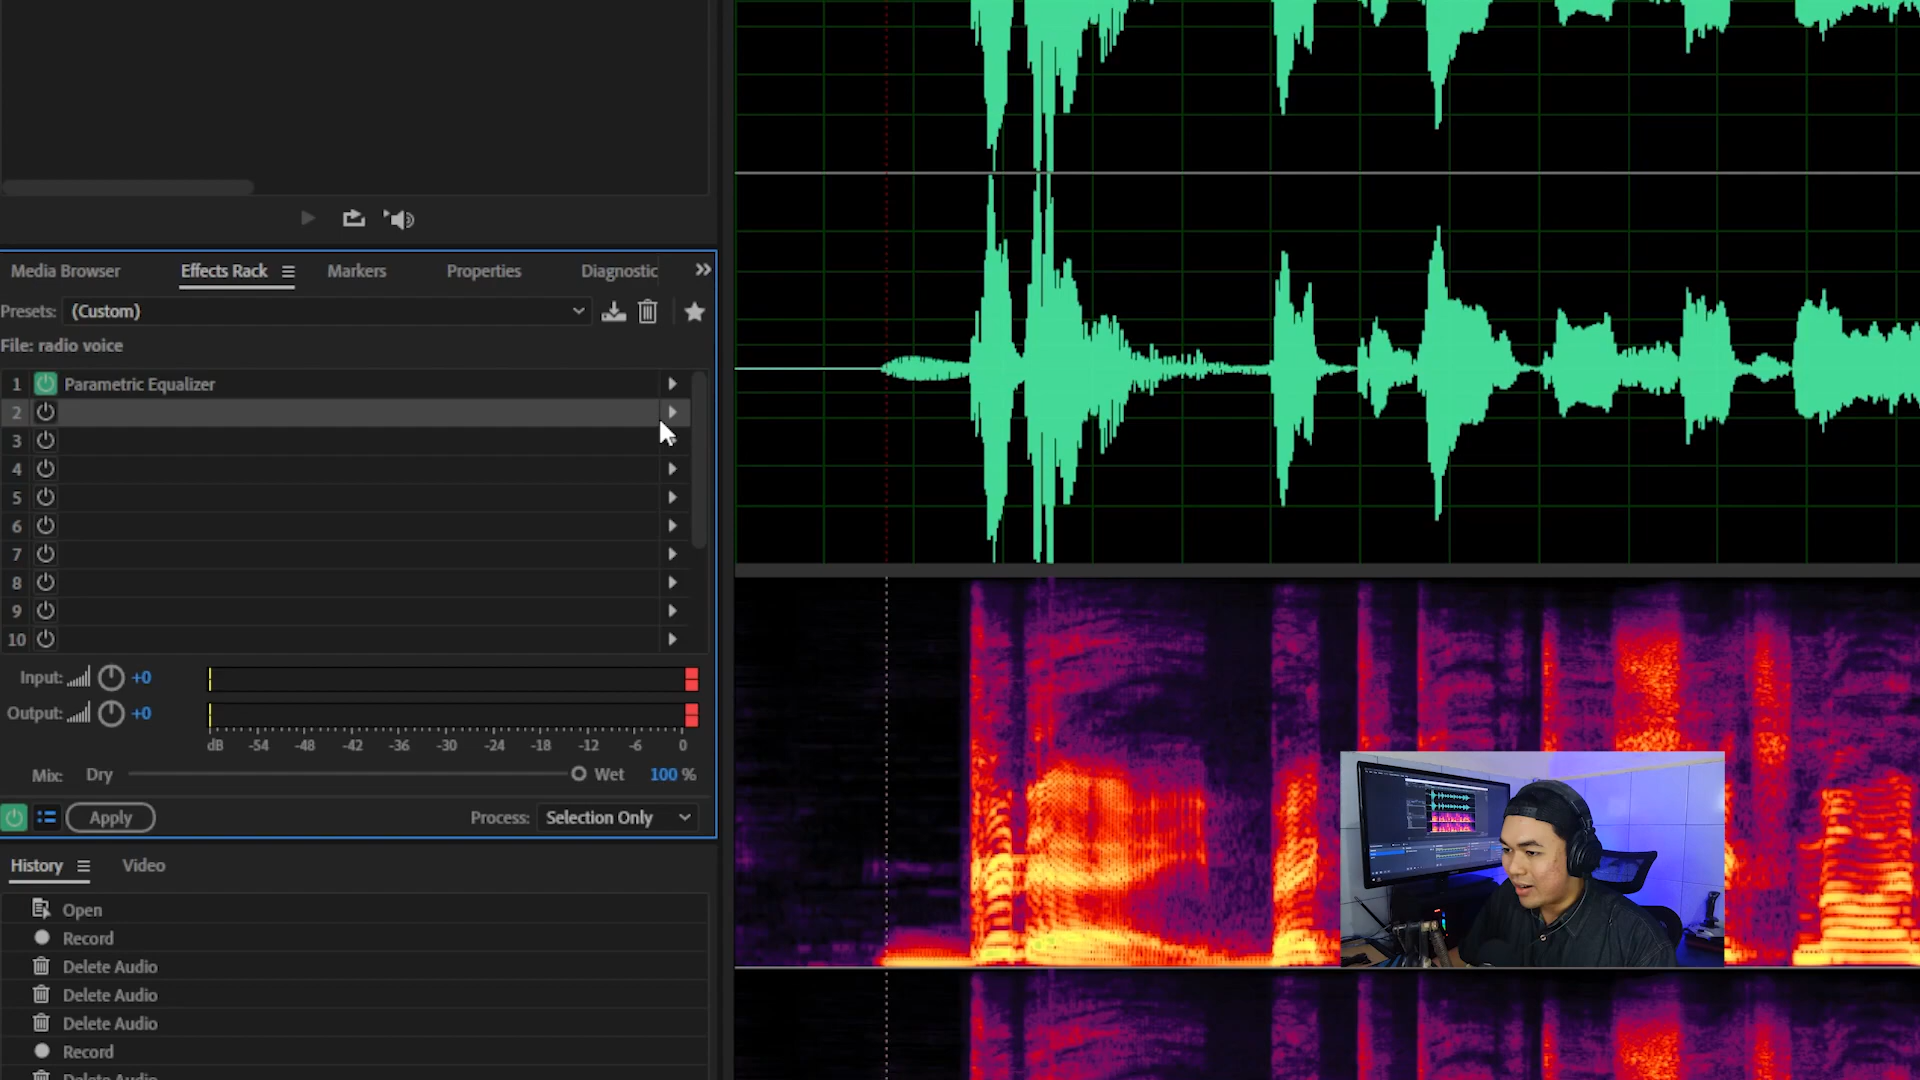 Media Browser Effects Rack Markers Properties Diagnostic
Presets: (Custom)
File: radio voice
1 Parametric Equalizer
2
3
4
5
6
7
8
9
10
Input: +0
Output: +0
dB -54 -48 -42 -36 -30 -24 -18 -12 -6 0
Mix: Dry Wet 100 %
Apply Process: Selection Only
History Video
Open
Record
Delete Audio
Delete Audio
Delete Audio
Record
Delete Audio